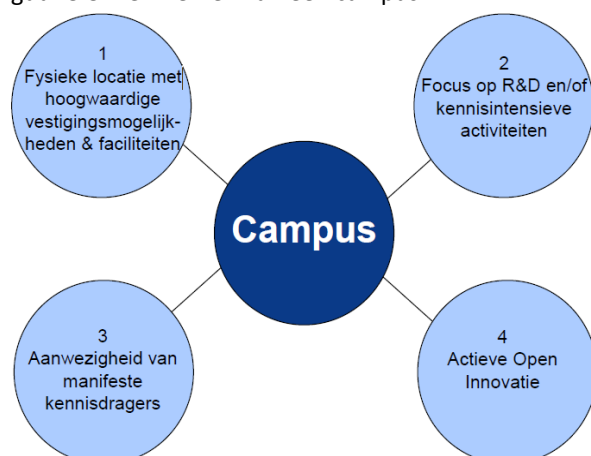 1
Fysieke locatie met
hoogwaardige
vestigingsmogelijk-
heden & faciliteiten
2
Focus op R&D en/of
kennisintensieve
activiteiten
Campus
3
Aanwezigheid van
manifeste
kennisdragers
4
Actieve Open
Innovatie